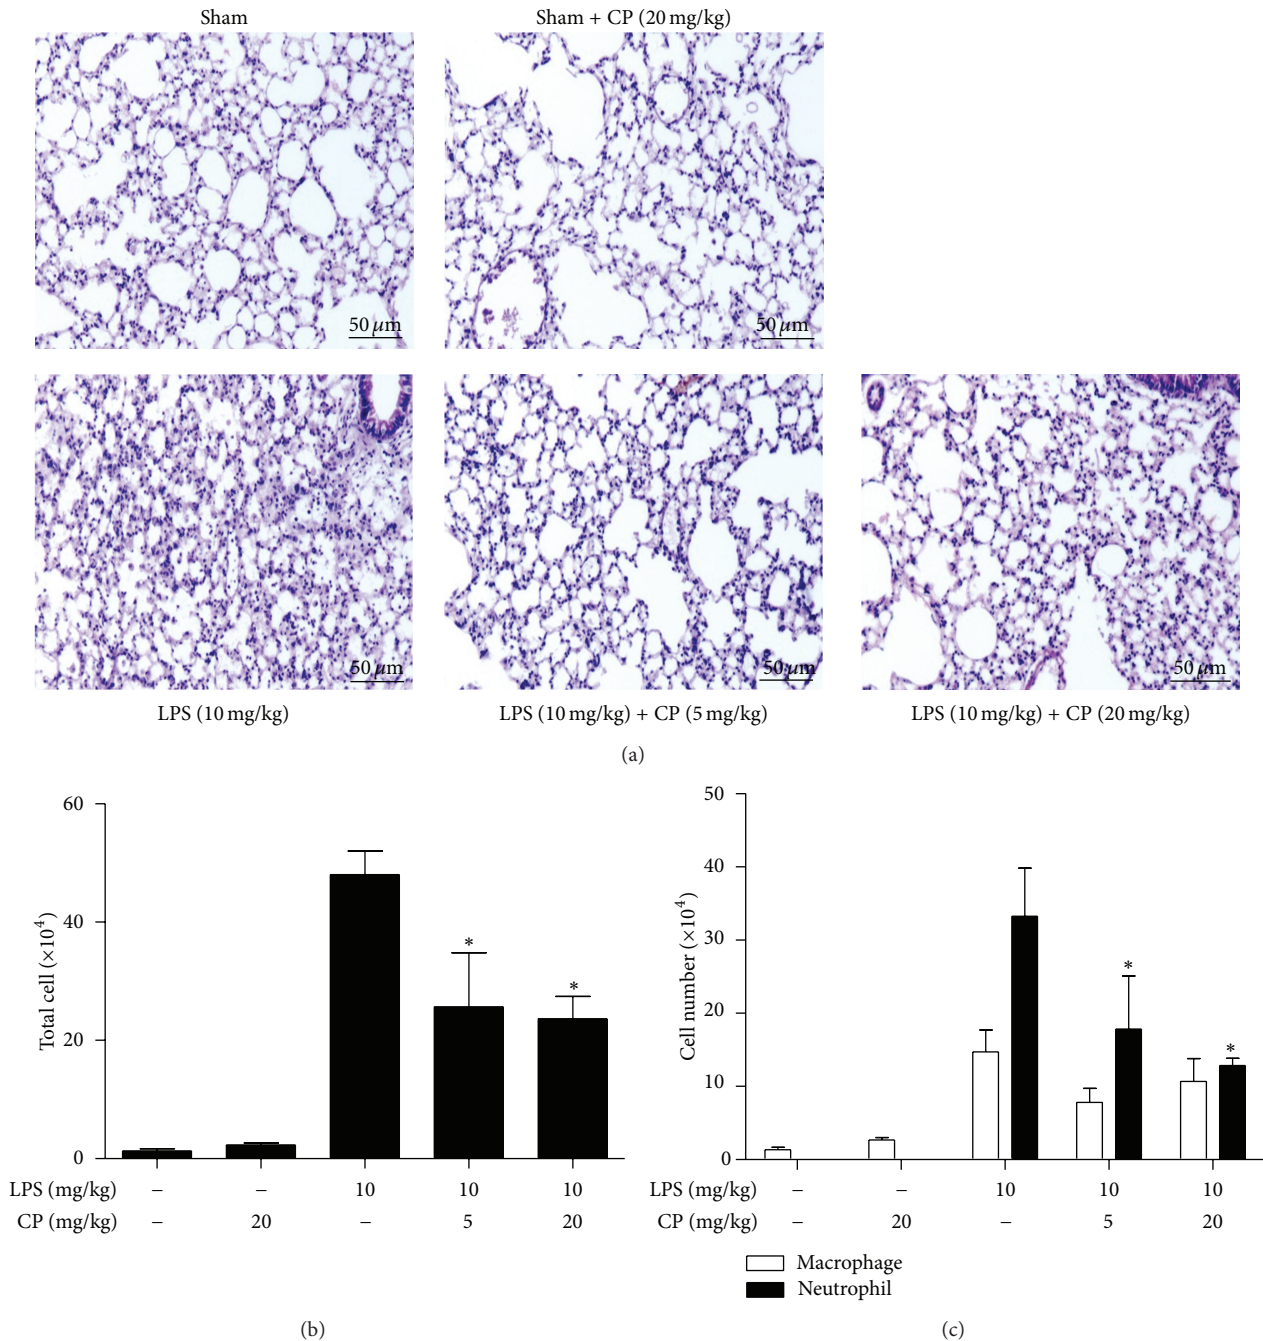 Sham
Sham + CP (20 mg/kg)
50 μm
50 μm
50 μm
50 μm
50 μm
LPS (10 mg/kg)
LPS (10 mg/kg) + CP (5 mg/kg)
LPS (10 mg/kg) + CP (20 mg/kg)
(a)
60
40
20
0
Total cell (×10⁴)
*
*
LPS (mg/kg) – – 10 10 10
CP (mg/kg) – 20 – 5 20
(b)
50
40
30
20
10
0
Cell number (×10⁴)
*
*
LPS (mg/kg) – – 10 10 10
CP (mg/kg) – 20 – 5 20
Macrophage
Neutrophil
(c)